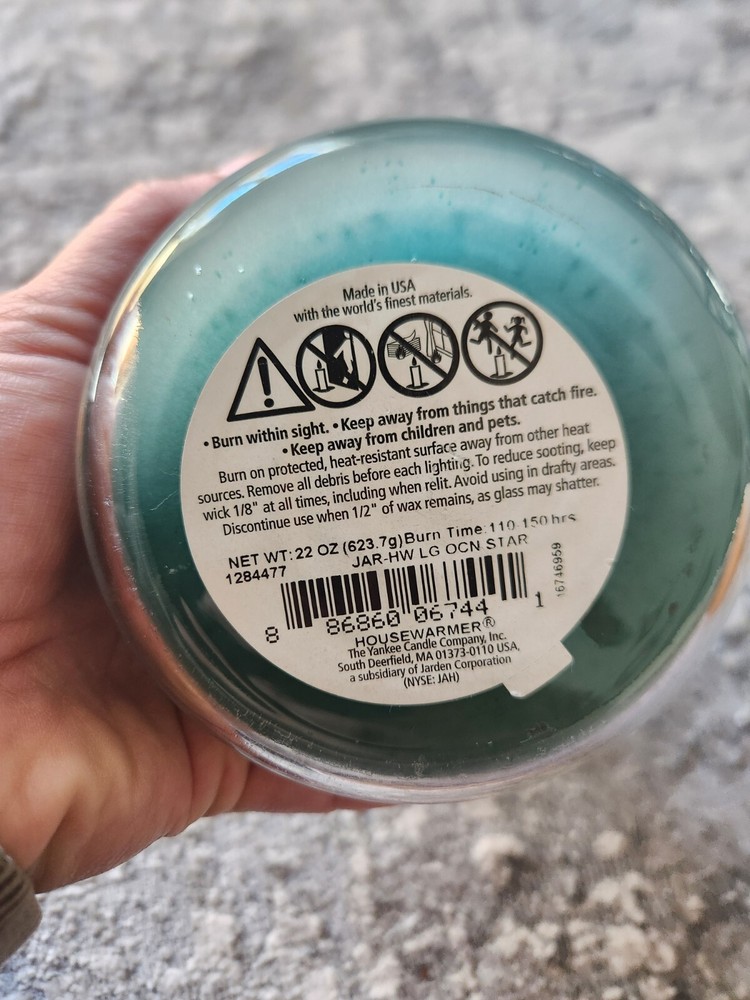 Made in USA
with the world's finest materials.
• Burn within sight. • Keep away from things that catch fire.
• Keep away from children and pets.
Burn on protected, heat-resistant surface away from other heat
sources. Remove all debris before each lighting. To reduce sooting, keep
wick 1/8" at all times, including when relit. Avoid using in drafty areas.
Discontinue use when 1/2" of wax remains, as glass may shatter.
NET WT: 22 OZ (623.7g) Burn Time: 110-150 hrs
1284477 JAR-HW LG OCN STAR
16746959
8 86860 06744 1
HOUSEWARMER®
The Yankee Candle Company, Inc.
South Deerfield, MA 01373-0110 USA,
a subsidiary of Jarden Corporation
(NYSE: JAH)